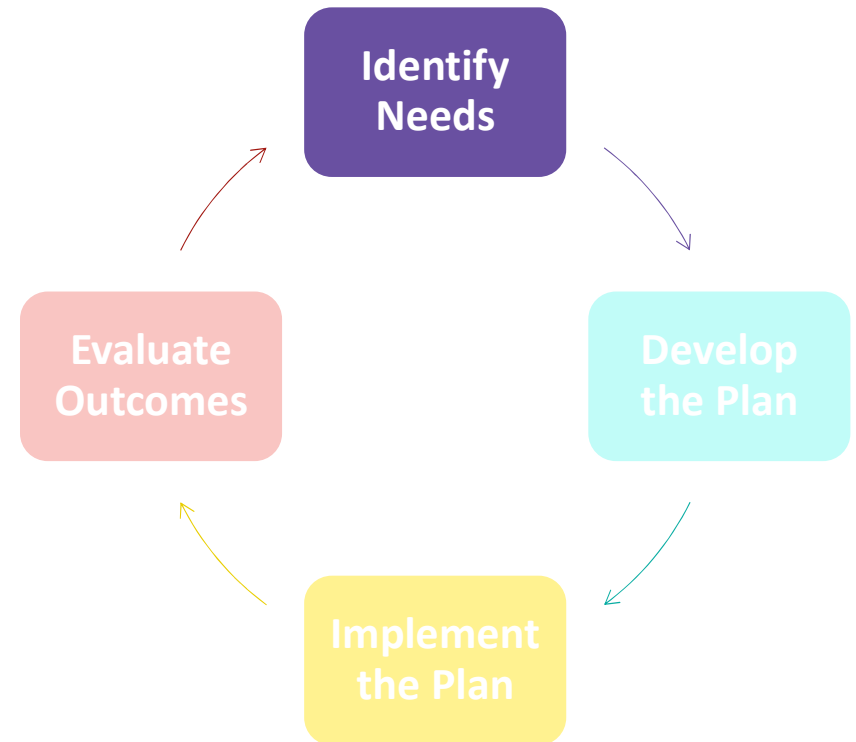 Identify
Needs
Develop
the Plan
Implement
the Plan
Evaluate
Outcomes